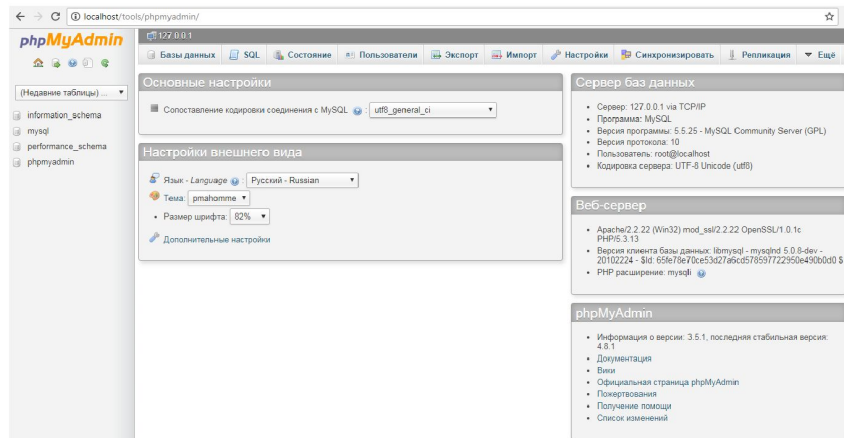 localhost/tools/phpmyadmin/
phpMyAdmin
(Недавние таблицы) ...
information_schema
mysql
performance_schema
phpmyadmin
127.0.0.1
Базы данных SQL Состояние Пользователи Экспорт Импорт Настройки Синхронизировать Репликация Ещё
Основные настройки
Сопоставление кодировки соединения с MySQL : utf8_general_ci
Настройки внешнего вида
Язык - Language : Русский - Russian
Тема: pmahomme
Размер шрифта: 82%
Дополнительные настройки
Сервер баз данных
Сервер: 127.0.0.1 via TCP/IP
Программа: MySQL
Версия программы: 5.5.25 - MySQL Community Server (GPL)
Версия протокола: 10
Пользователь: root@localhost
Кодировка сервера: UTF-8 Unicode (utf8)
Веб-сервер
Apache/2.2.22 (Win32) mod_ssl/2.2.22 OpenSSL/1.0.1c
PHP/5.3.13
Версия клиента базы данных: libmysql - mysqlnd 5.0.8-dev -
20102224 - $Id: 65fe78e70ce53d27a6cd578597722950e490b0d0 $
PHP расширение: mysqli
phpMyAdmin
Информация о версии: 3.5.1, последняя стабильная версия:
4.8.1
Документация
Вики
Официальная страница phpMyAdmin
Пожертвования
Получение помощи
Список изменений